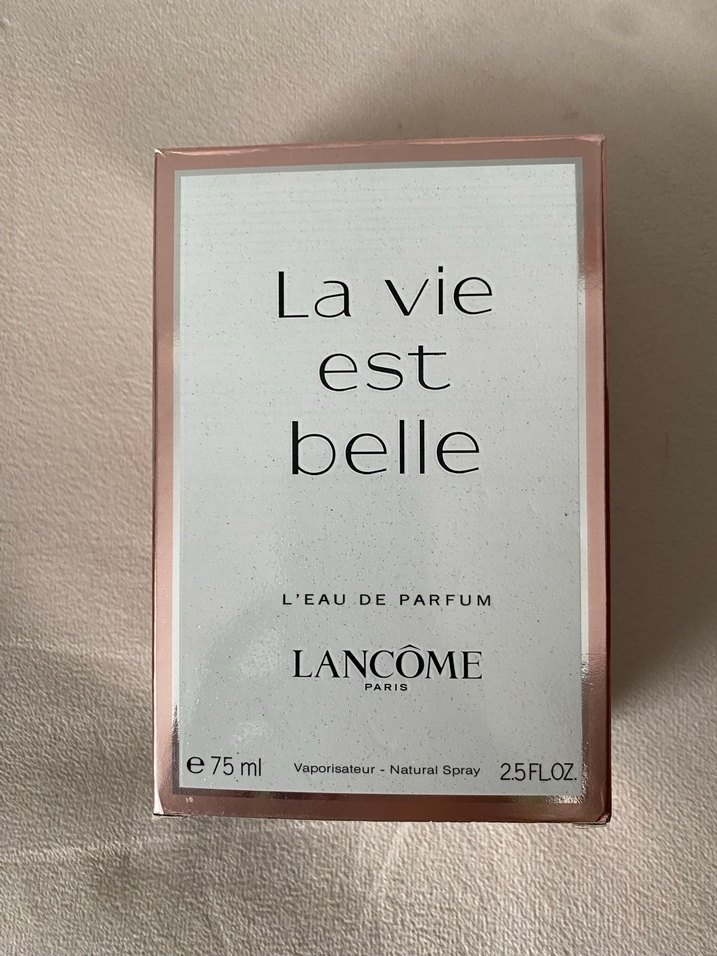 La vie
est
belle
L'EAU DE PARFUM
LANCÔME
PARIS
℮ 75 ml Vaporisateur - Natural Spray 2.5 FL.OZ.